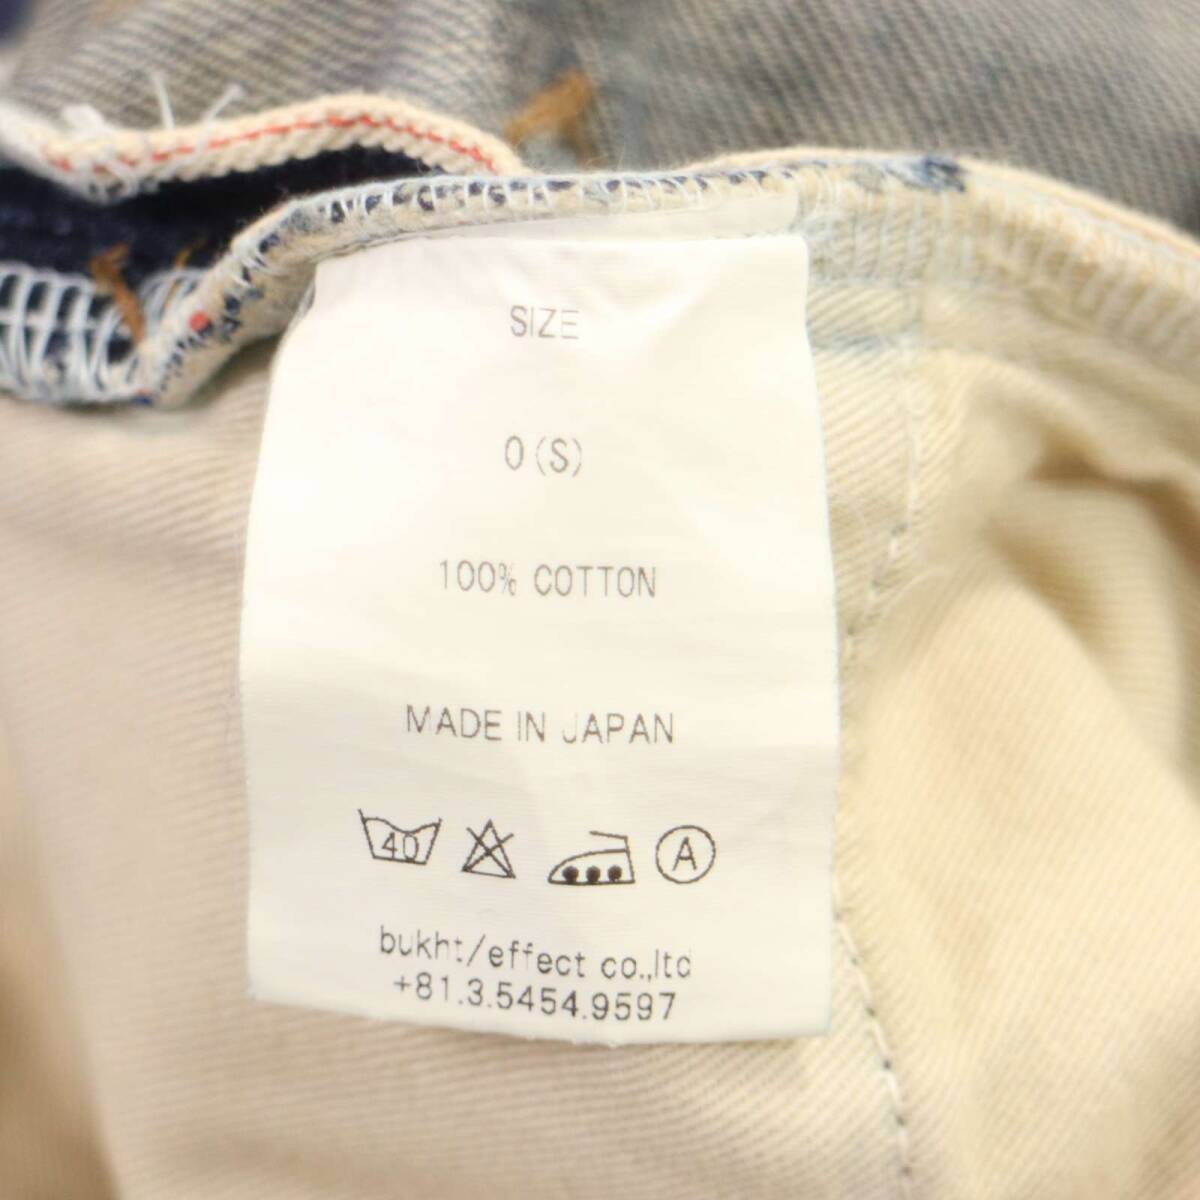 SIZE
0 (S)
100% COTTON
MADE IN JAPAN
40 A
bukht/effect co.,ltd
+81.3.5454.9597